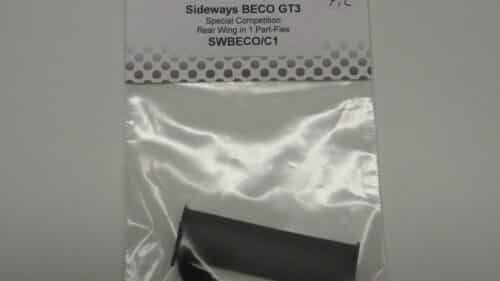 Sideways BECO GT3
Special Competition
Rear Wing in 1 Part-Flex
SWBECO/C1